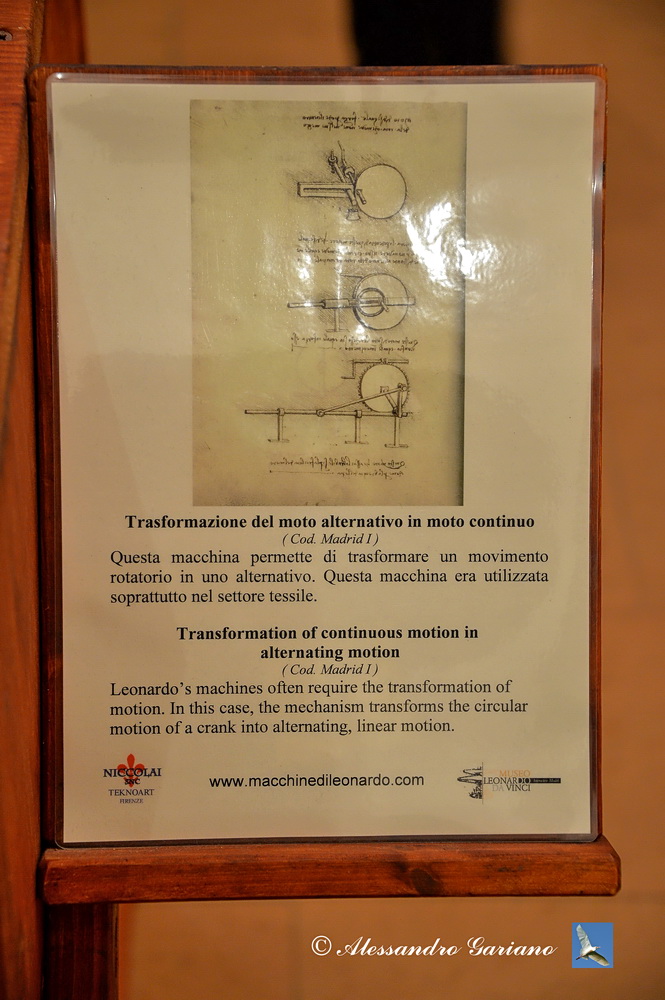 Trasformazione del moto alternativo in moto continuo
( Cod. Madrid I )
Questa macchina permette di trasformare un movimento
rotatorio in uno alternativo. Questa macchina era utilizzata
soprattutto nel settore tessile.
Transformation of continuous motion in
alternating motion
( Cod. Madrid I )
Leonardo's machines often require the transformation of
motion. In this case, the mechanism transforms the circular
motion of a crank into alternating, linear motion.
NICCOLAI
SNC
TEKNOART
FIRENZE
www.macchinedileonardo.com
MUSEO
LEONARDO
DA VINCI
© Alessandro Gariano